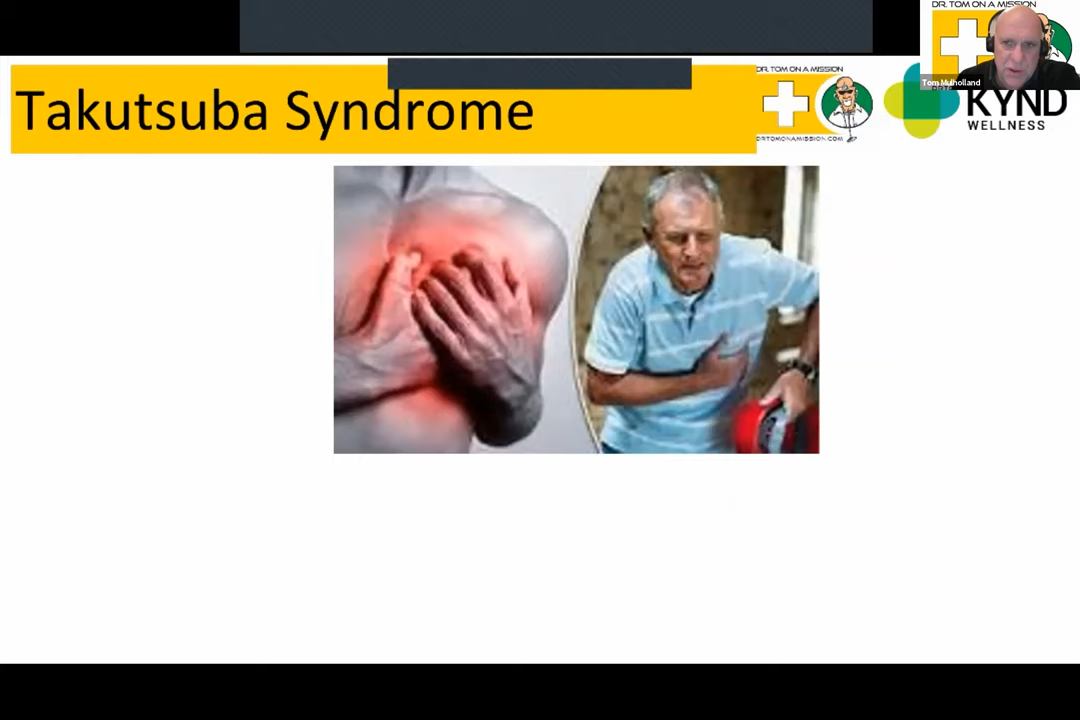 DR. TOM ON A MISSION
Tom Mulholland
Takutsuba Syndrome
DR. TOM ON A MISSION
DRTOMONAMISSION.COM
KYND
WELLNESS